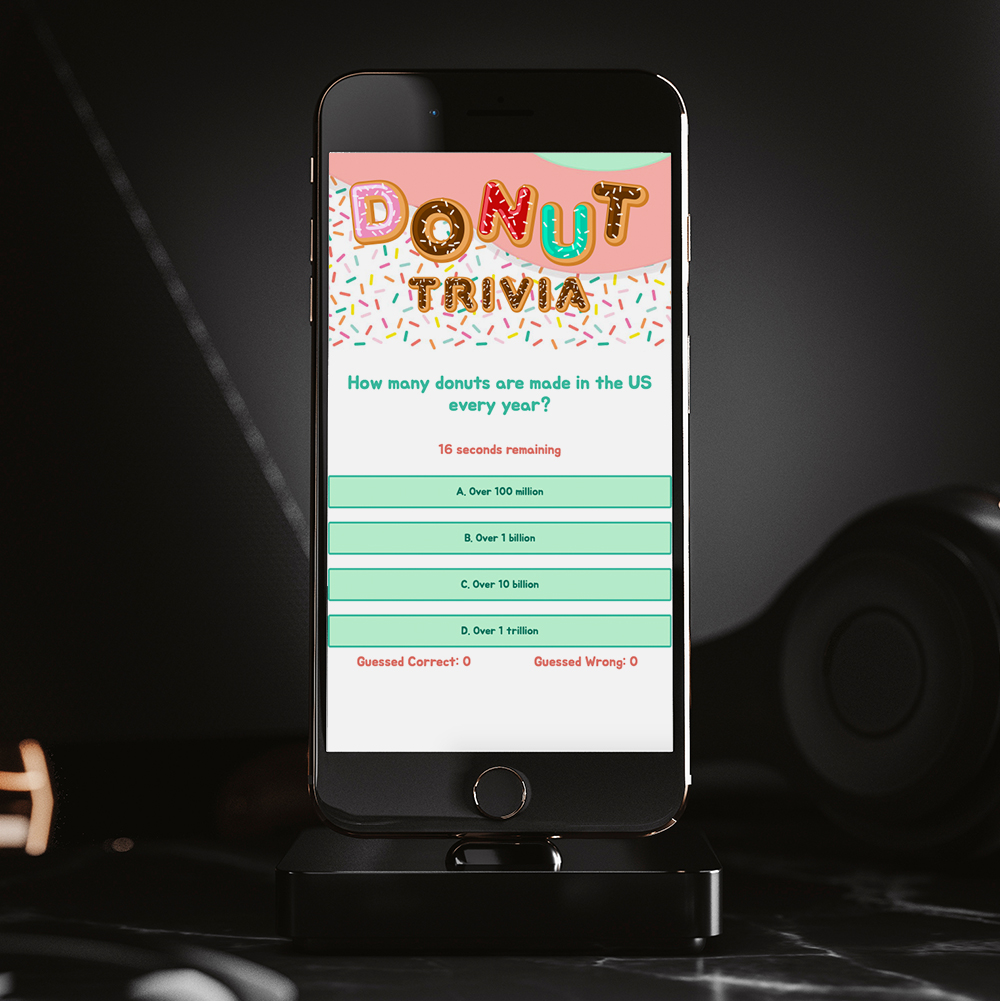 DONUT
TRIVIA
How many donuts are made in the US
every year?
16 seconds remaining
A. Over 100 million
B. Over 1 billion
C. Over 10 billion
D. Over 1 trillion
Guessed Correct: 0 Guessed Wrong: 0